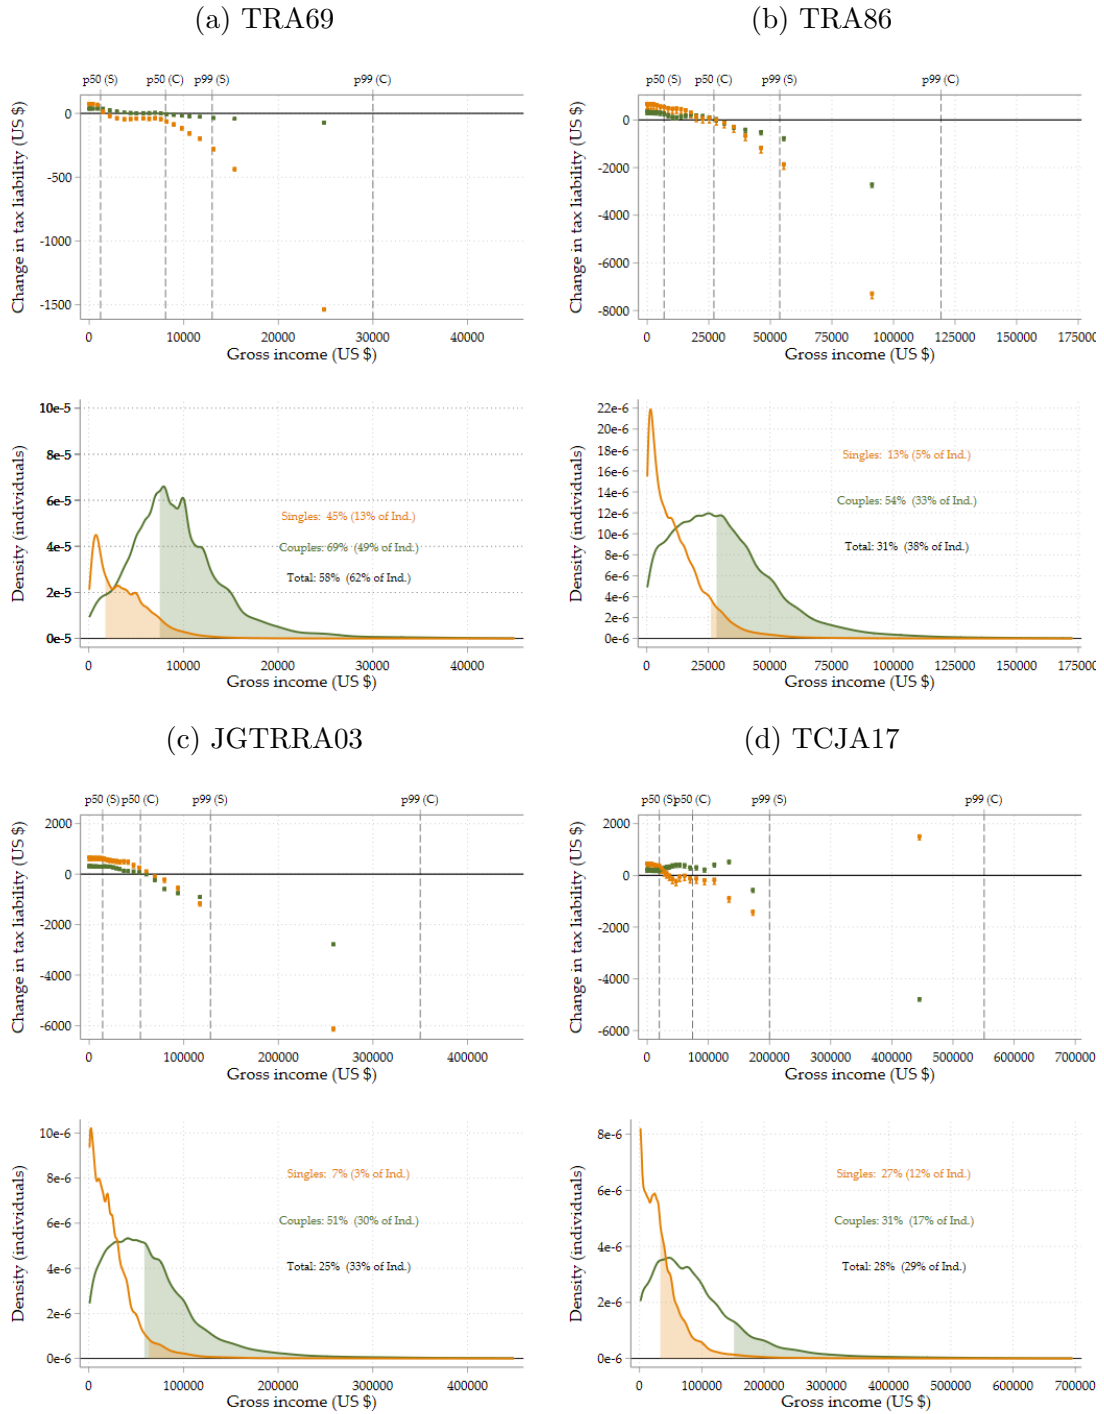 (a) TRA69
p50 (S) p50 (C) p99 (S) p99 (C)
Change in tax liability (US $)
0
-500
-1000
-1500
0 10000 20000 30000 40000
Gross income (US $)
Density (individuals)
10e-5
8e-5
6e-5
4e-5
2e-5
0e-5
Singles: 45% (13% of Ind.)
Couples: 69% (49% of Ind.)
Total: 58% (62% of Ind.)
0 10000 20000 30000 40000
Gross income (US $)
(b) TRA86
p50 (S) p50 (C) p99 (S) p99 (C)
Change in tax liability (US $)
0
-2000
-4000
-6000
-8000
0 25000 50000 75000 100000 125000 150000 175000
Gross income (US $)
Density (individuals)
22e-6
20e-6
18e-6
16e-6
14e-6
12e-6
10e-6
8e-6
6e-6
4e-6
2e-6
0e-6
Singles: 13% (5% of Ind.)
Couples: 54% (33% of Ind.)
Total: 31% (38% of Ind.)
0 25000 50000 75000 100000 125000 150000 175000
Gross income (US $)
(c) JGTRRA03
p50 (S) p50 (C) p99 (S) p99 (C)
Change in tax liability (US $)
2000
0
-2000
-4000
-6000
0 100000 200000 300000 400000
Gross income (US $)
Density (individuals)
10e-6
8e-6
6e-6
4e-6
2e-6
0e-6
Singles: 7% (3% of Ind.)
Couples: 51% (30% of Ind.)
Total: 25% (33% of Ind.)
0 100000 200000 300000 400000
Gross income (US $)
(d) TCJA17
p50 (S) p50 (C) p99 (S) p99 (C)
Change in tax liability (US $)
2000
0
-2000
-4000
-6000
0 100000 200000 300000 400000 500000 600000 700000
Gross income (US $)
Density (individuals)
8e-6
6e-6
4e-6
2e-6
0e-6
Singles: 27% (12% of Ind.)
Couples: 31% (17% of Ind.)
Total: 28% (29% of Ind.)
0 100000 200000 300000 400000 500000 600000 700000
Gross income (US $)